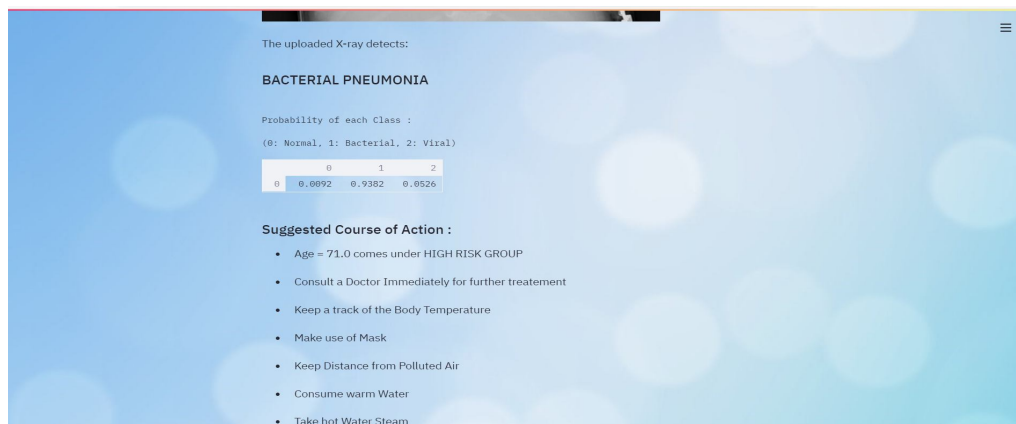 The uploaded X-ray detects:
BACTERIAL PNEUMONIA
Probability of each Class :
(0: Normal, 1: Bacterial, 2: Viral)
0 1 2
0 0.0092 0.9382 0.0526
Suggested Course of Action :
• Age = 71.0 comes under HIGH RISK GROUP
• Consult a Doctor Immediately for further treatement
• Keep a track of the Body Temperature
• Make use of Mask
• Keep Distance from Polluted Air
• Consume warm Water
• Take hot Water Steam